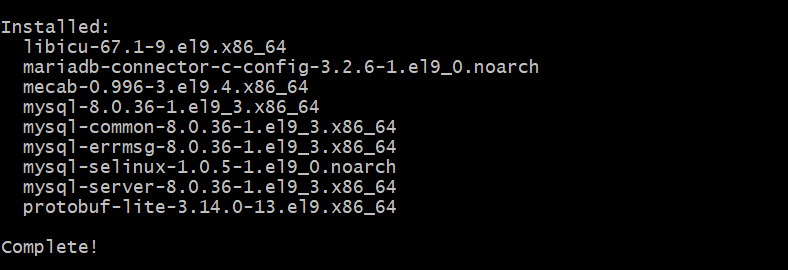 Installed:
libicu-67.1-9.el9.x86_64
mariadb-connector-c-config-3.2.6-1.el9_0.noarch
mecab-0.996-3.el9.4.x86_64
mysql-8.0.36-1.el9_3.x86_64
mysql-common-8.0.36-1.el9_3.x86_64
mysql-errmsg-8.0.36-1.el9_3.x86_64
mysql-selinux-1.0.5-1.el9_0.noarch
mysql-server-8.0.36-1.el9_3.x86_64
protobuf-lite-3.14.0-13.el9.x86_64
Complete!